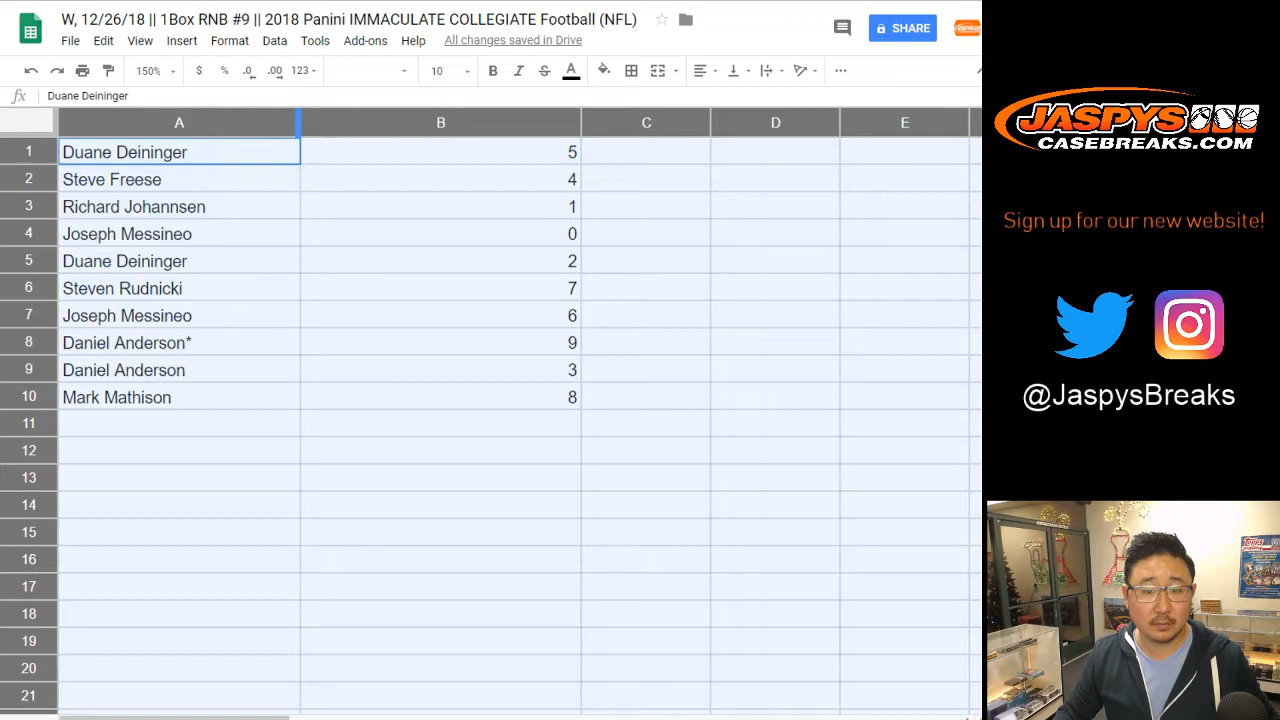 W, 12/26/18 || 1Box RNB #9 || 2018 Panini IMMACULATE COLLEGIATE Football (NFL)
File Edit View Insert Format Data Tools Add-ons Help All changes saved in Drive
SHARE
150% $ % .0 .00 123 10 B I S A
fx Duane Deininger
A B C D E
1 Duane Deininger 5
2 Steve Freese 4
3 Richard Johannsen 1
4 Joseph Messineo 0
5 Duane Deininger 2
6 Steven Rudnicki 7
7 Joseph Messineo 6
8 Daniel Anderson* 9
9 Daniel Anderson 3
10 Mark Mathison 8
11
12
13
14
15
16
17
18
19
20
21
JASPYS
CASEBREAKS.COM
Sign up for our new website!
@JaspysBreaks
topps